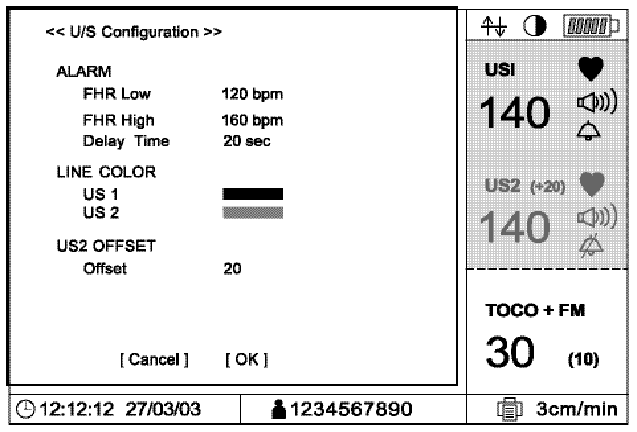 << U/S Configuration >>
ALARM
FHR Low 120 bpm
FHR High 160 bpm
Delay Time 20 sec
LINE COLOR
US 1
US 2
US2 OFFSET
Offset 20
[ Cancel ] [ OK ]
USI
140
US2 (+20)
140
TOCO + FM
30 (10)
12:12:12 27/03/03 1234567890 3cm/min